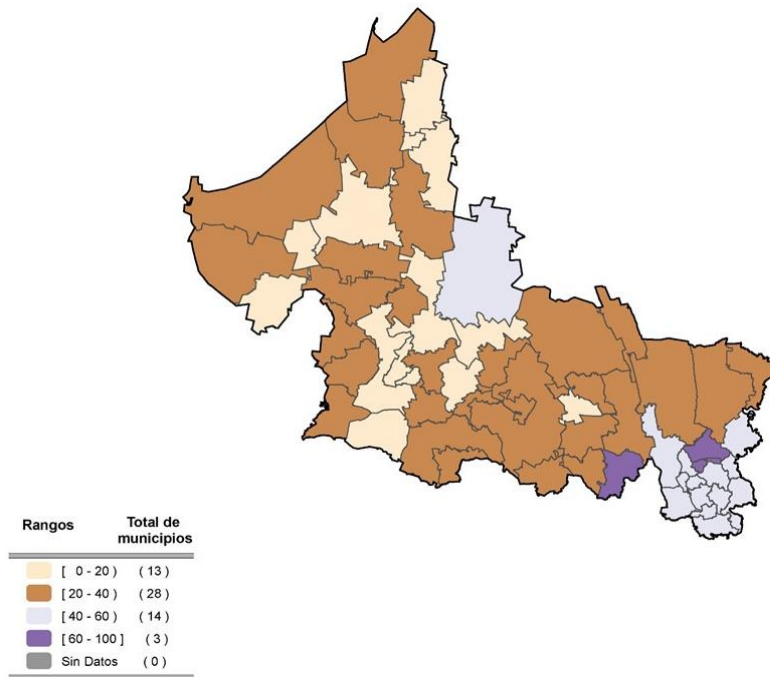 Rangos Total de municipios
[ 0 - 20 ) ( 13 )
[ 20 - 40 ) ( 28 )
[ 40 - 60 ) ( 14 )
[ 60 - 100 ] ( 3 )
Sin Datos ( 0 )